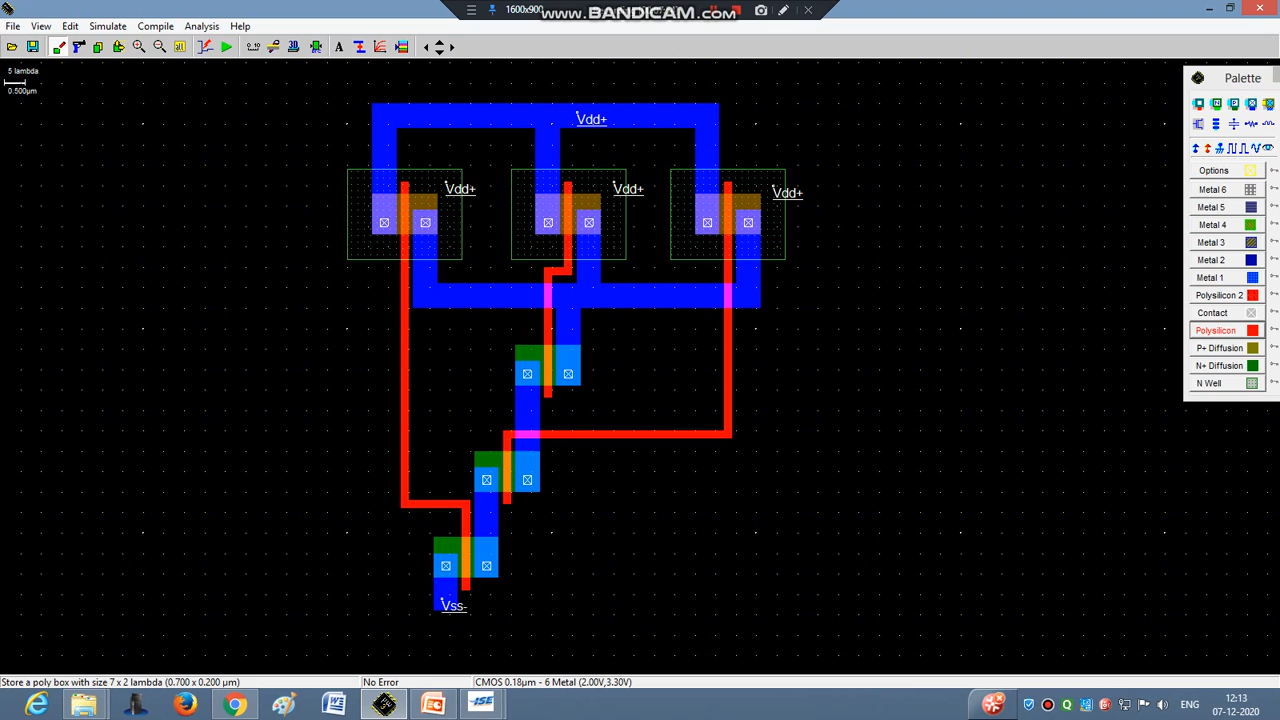 1600x900
www.BANDICAM.com
File View Edit Simulate Compile Analysis Help
5 lambda
0.500µm
Palette
Options
Metal 6
Metal 5
Metal 4
Metal 3
Metal 2
Metal 1
Polysilicon 2
Contact
Polysilicon
P+ Diffusion
N+ Diffusion
N Well
Vdd+
Vdd+
Vdd+
Vdd+
Vss-
Store a poly box with size 7 x 2 lambda (0.700 x 0.200 µm) No Error CMOS 0.18µm - 6 Metal (2.00V,3.30V)
ISE
ENG
12:13
07-12-2020